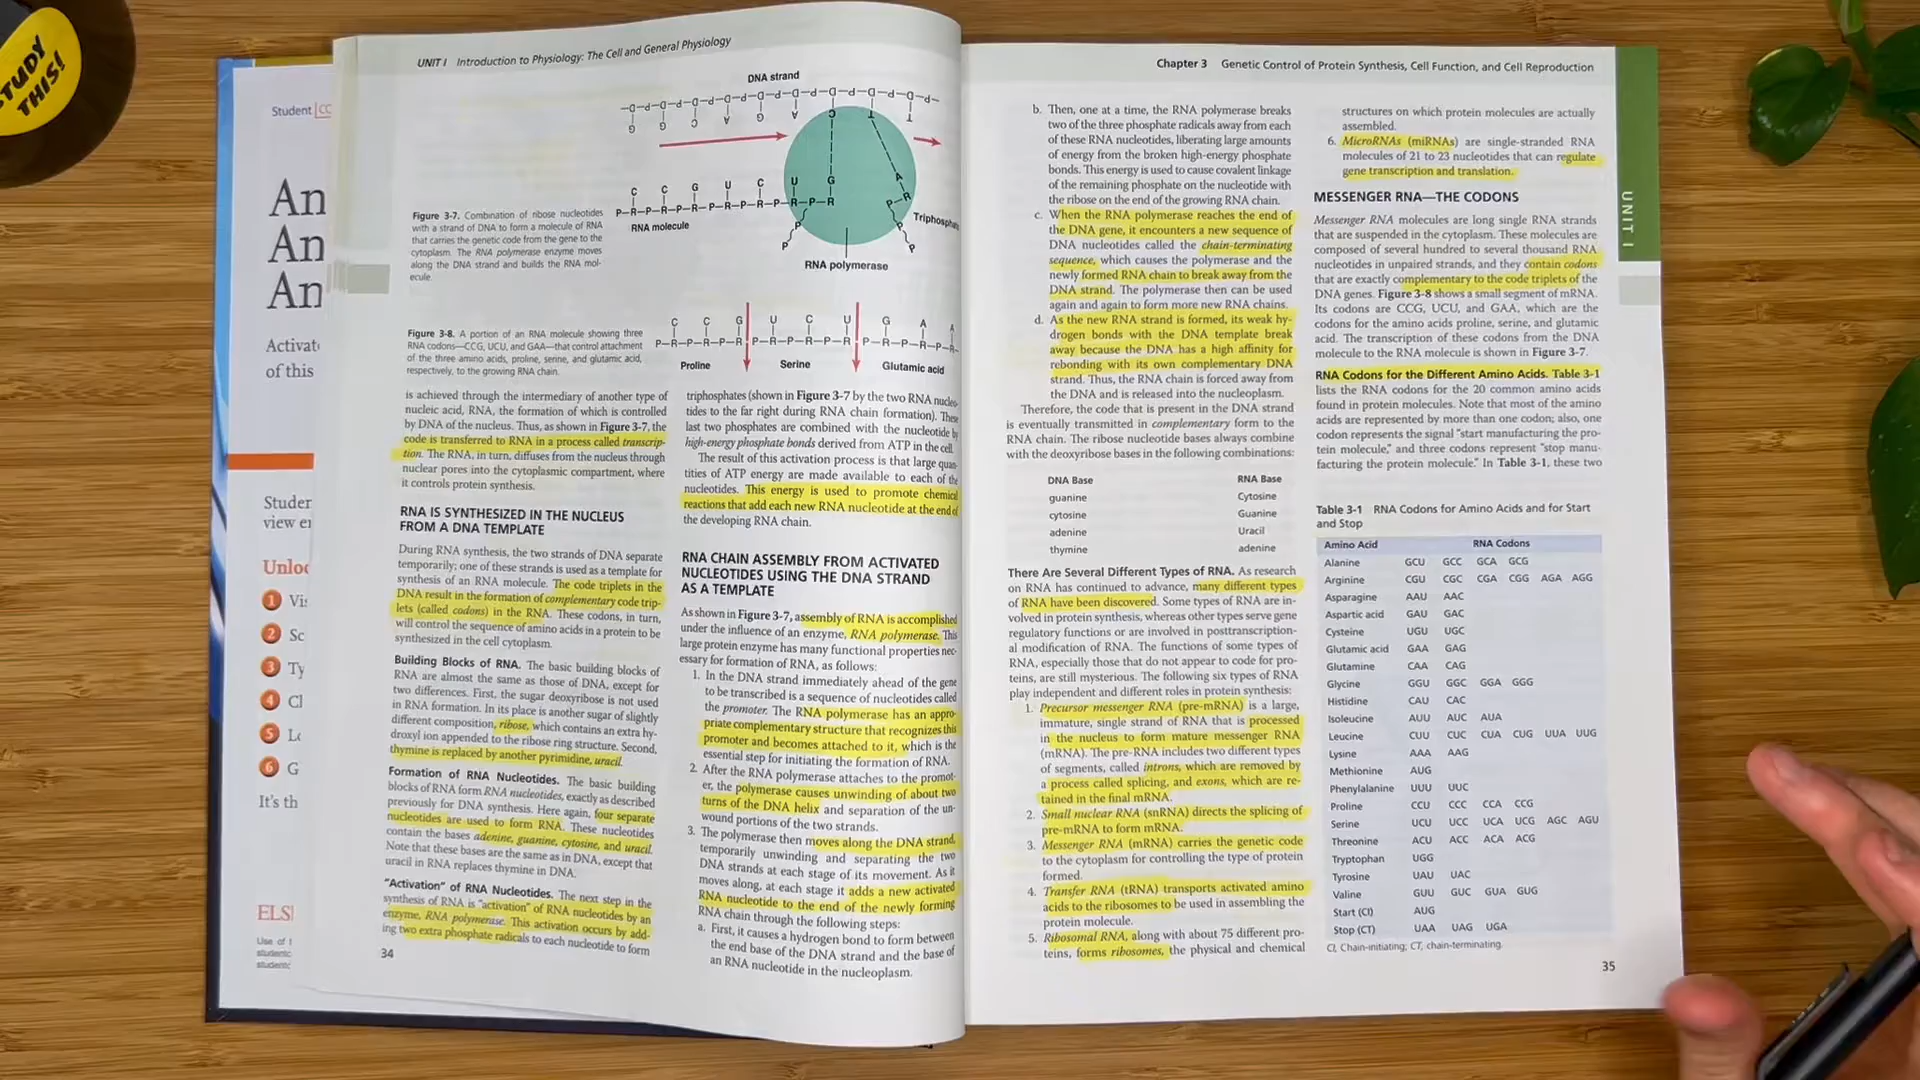 STUDY
THIS!
Student
An
An
An
Activat
of this
Studer
view er
Unloc
1 Vis
2 Sc
3 Ty
4 Cl
5 Le
6 G
It's th
ELS
Use of t
studentc
studentc
UNIT I Introduction to Physiology: The Cell and General Physiology
DNA strand
G G C A G A C T T
C C G U C U G
A
P–R–P–R–P–R–P–R–P–R–P–R–P–R
P–R
RNA molecule
Triphosphate
P
P
P
P
RNA polymerase
Figure 3-7. Combination of ribose nucleotides
with a strand of DNA to form a molecule of RNA
that carries the genetic code from the gene to the
cytoplasm. The RNA polymerase enzyme moves
along the DNA strand and builds the RNA mol-
ecule.
C C G U C U G A A
P–R–P–R–P–R–P–R–P–R–P–R–P–R–P–R–P–R
Proline Serine Glutamic acid
Figure 3-8. A portion of an RNA molecule showing three
RNA codons—CCG, UCU, and GAA—that control attachment
of the three amino acids, proline, serine, and glutamic acid,
respectively, to the growing RNA chain.
is achieved through the intermediary of another type of
nucleic acid, RNA, the formation of which is controlled
by DNA of the nucleus. Thus, as shown in Figure 3-7, the
code is transferred to RNA in a process called transcrip-
tion. The RNA, in turn, diffuses from the nucleus through
nuclear pores into the cytoplasmic compartment, where
it controls protein synthesis.
RNA IS SYNTHESIZED IN THE NUCLEUS
FROM A DNA TEMPLATE
During RNA synthesis, the two strands of DNA separate
temporarily; one of these strands is used as a template for
synthesis of an RNA molecule. The code triplets in the
DNA result in the formation of complementary code trip-
lets (called codons) in the RNA. These codons, in turn,
will control the sequence of amino acids in a protein to be
synthesized in the cell cytoplasm.
Building Blocks of RNA. The basic building blocks of
RNA are almost the same as those of DNA, except for
two differences. First, the sugar deoxyribose is not used
in RNA formation. In its place is another sugar of slightly
different composition, ribose, which contains an extra hy-
droxyl ion appended to the ribose ring structure. Second,
thymine is replaced by another pyrimidine, uracil.
Formation of RNA Nucleotides. The basic building
blocks of RNA form RNA nucleotides, exactly as described
previously for DNA synthesis. Here again, four separate
nucleotides are used to form RNA. These nucleotides
contain the bases adenine, guanine, cytosine, and uracil.
Note that these bases are the same as in DNA, except that
uracil in RNA replaces thymine in DNA.
"Activation" of RNA Nucleotides. The next step in the
synthesis of RNA is "activation" of RNA nucleotides by an
enzyme, RNA polymerase. This activation occurs by add-
ing two extra phosphate radicals to each nucleotide to form
34
triphosphates (shown in Figure 3-7 by the two RNA nucleo-
tides to the far right during RNA chain formation). These
last two phosphates are combined with the nucleotide by
high-energy phosphate bonds derived from ATP in the cell.
The result of this activation process is that large quan-
tities of ATP energy are made available to each of the
nucleotides. This energy is used to promote chemical
reactions that add each new RNA nucleotide at the end of
the developing RNA chain.
RNA CHAIN ASSEMBLY FROM ACTIVATED
NUCLEOTIDES USING THE DNA STRAND
AS A TEMPLATE
As shown in Figure 3-7, assembly of RNA is accomplished
under the influence of an enzyme, RNA polymerase. This
large protein enzyme has many functional properties nec-
essary for formation of RNA, as follows:
1. In the DNA strand immediately ahead of the gene
to be transcribed is a sequence of nucleotides called
the promoter. The RNA polymerase has an appro-
priate complementary structure that recognizes this
promoter and becomes attached to it, which is the
essential step for initiating the formation of RNA.
2. After the RNA polymerase attaches to the promot-
er, the polymerase causes unwinding of about two
turns of the DNA helix and separation of the un-
wound portions of the two strands.
3. The polymerase then moves along the DNA strand,
temporarily unwinding and separating the two
DNA strands at each stage of its movement. As it
moves along, at each stage it adds a new activated
RNA nucleotide to the end of the newly forming
RNA chain through the following steps:
a. First, it causes a hydrogen bond to form between
the end base of the DNA strand and the base of
an RNA nucleotide in the nucleoplasm.
Chapter 3 Genetic Control of Protein Synthesis, Cell Function, and Cell Reproduction
b. Then, one at a time, the RNA polymerase breaks
two of the three phosphate radicals away from each
of these RNA nucleotides, liberating large amounts
of energy from the broken high-energy phosphate
bonds. This energy is used to cause covalent linkage
of the remaining phosphate on the nucleotide with
the ribose on the end of the growing RNA chain.
c. When the RNA polymerase reaches the end of
the DNA gene, it encounters a new sequence of
DNA nucleotides called the chain-terminating
sequence, which causes the polymerase and the
newly formed RNA chain to break away from the
DNA strand. The polymerase then can be used
again and again to form more new RNA chains.
d. As the new RNA strand is formed, its weak hy-
drogen bonds with the DNA template break
away because the DNA has a high affinity for
rebonding with its own complementary DNA
strand. Thus, the RNA chain is forced away from
the DNA and is released into the nucleoplasm.
Therefore, the code that is present in the DNA strand
is eventually transmitted in complementary form to the
RNA chain. The ribose nucleotide bases always combine
with the deoxyribose bases in the following combinations:
DNA Base RNA Base
guanine Cytosine
cytosine Guanine
adenine Uracil
thymine adenine
There Are Several Different Types of RNA. As research
on RNA has continued to advance, many different types
of RNA have been discovered. Some types of RNA are in-
volved in protein synthesis, whereas other types serve gene
regulatory functions or are involved in posttranscription-
al modification of RNA. The functions of some types of
RNA, especially those that do not appear to code for pro-
teins, are still mysterious. The following six types of RNA
play independent and different roles in protein synthesis:
1. Precursor messenger RNA (pre-mRNA) is a large,
immature, single strand of RNA that is processed
in the nucleus to form mature messenger RNA
(mRNA). The pre-RNA includes two different types
of segments, called introns, which are removed by
a process called splicing, and exons, which are re-
tained in the final mRNA.
2. Small nuclear RNA (snRNA) directs the splicing of
pre-mRNA to form mRNA.
3. Messenger RNA (mRNA) carries the genetic code
to the cytoplasm for controlling the type of protein
formed.
4. Transfer RNA (tRNA) transports activated amino
acids to the ribosomes to be used in assembling the
protein molecule.
5. Ribosomal RNA, along with about 75 different pro-
teins, forms ribosomes, the physical and chemical
structures on which protein molecules are actually
assembled.
6. MicroRNAs (miRNAs) are single-stranded RNA
molecules of 21 to 23 nucleotides that can regulate
gene transcription and translation.
MESSENGER RNA—THE CODONS
Messenger RNA molecules are long single RNA strands
that are suspended in the cytoplasm. These molecules are
composed of several hundred to several thousand RNA
nucleotides in unpaired strands, and they contain codons
that are exactly complementary to the code triplets of the
DNA genes. Figure 3-8 shows a small segment of mRNA.
Its codons are CCG, UCU, and GAA, which are the
codons for the amino acids proline, serine, and glutamic
acid. The transcription of these codons from the DNA
molecule to the RNA molecule is shown in Figure 3-7.
RNA Codons for the Different Amino Acids. Table 3-1
lists the RNA codons for the 20 common amino acids
found in protein molecules. Note that most of the amino
acids are represented by more than one codon; also, one
codon represents the signal "start manufacturing the pro-
tein molecule," and three codons represent "stop manu-
facturing the protein molecule." In Table 3-1, these two
Table 3-1 RNA Codons for Amino Acids and for Start
and Stop
Amino Acid RNA Codons
Alanine GCU GCC GCA GCG
Arginine CGU CGC CGA CGG AGA AGG
Asparagine AAU AAC
Aspartic acid GAU GAC
Cysteine UGU UGC
Glutamic acid GAA GAG
Glutamine CAA CAG
Glycine GGU GGC GGA GGG
Histidine CAU CAC
Isoleucine AUU AUC AUA
Leucine CUU CUC CUA CUG UUA UUG
Lysine AAA AAG
Methionine AUG
Phenylalanine UUU UUC
Proline CCU CCC CCA CCG
Serine UCU UCC UCA UCG AGC AGU
Threonine ACU ACC ACA ACG
Tryptophan UGG
Tyrosine UAU UAC
Valine GUU GUC GUA GUG
Start (CI) AUG
Stop (CT) UAA UAG UGA
CI, Chain-initiating; CT, chain-terminating.
UNIT I
35